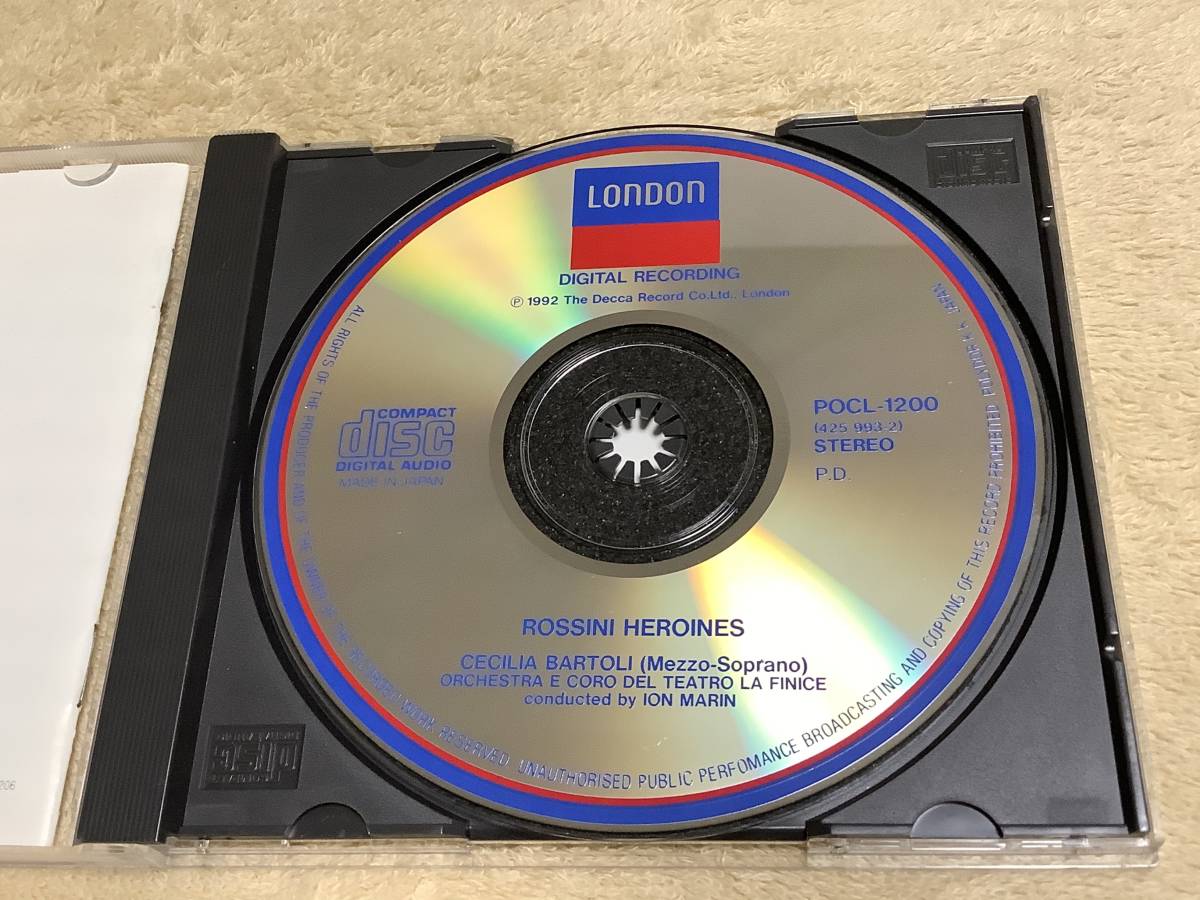 LONDON
DIGITAL RECORDING
℗ 1992 The Decca Record Co.Ltd., London
COMPACT
disc
DIGITAL AUDIO
MADE IN JAPAN
POCL-1200
(425 993-2)
STEREO
P.D.
ROSSINI HEROINES
CECILIA BARTOLI (Mezzo-Soprano)
ORCHESTRA E CORO DEL TEATRO LA FINICE
conducted by ION MARIN
ALL RIGHTS OF THE PRODUCER AND OF THE OWNER OF THE RECORDED WORK RESERVED. UNAUTHORISED PUBLIC PERFOMANCE BROADCASTING AND COPYING OF THIS RECORD PROHIBITED. POLYDOR K.K. JAPAN
206